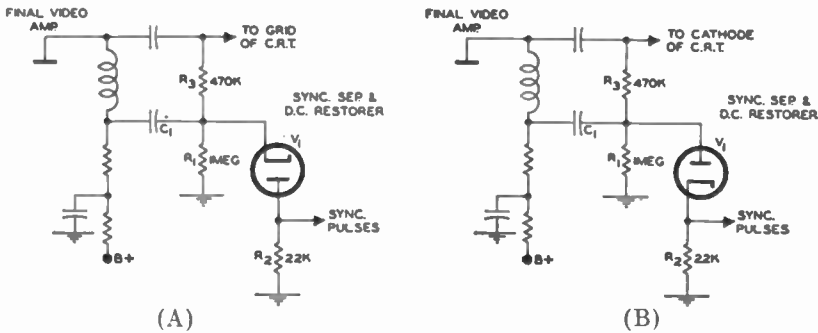 FINAL VIDEO
AMP.
TO GRID
OF C.R.T.
R3 470K
SYNC. SEP. &
D.C. RESTORER
C1
V1
R1 1MEG
SYNC.
PULSES
R2 22K
B+
(A)
FINAL VIDEO
AMP.
TO CATHODE
OF C.R.T.
R3 470K
SYNC. SEP. &
D.C. RESTORER
C1
V1
R1 1MEG
SYNC.
PULSES
R2 22K
B+
(B)